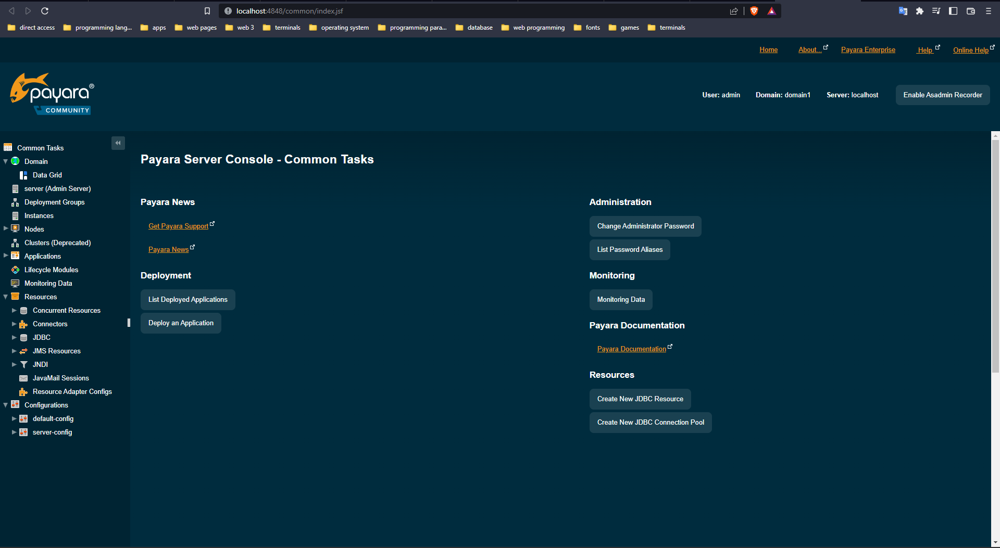 localhost:4848/common/index.jsf
direct access programming lang... apps web pages web 3 terminals operating system programming para... database web programming fonts games terminals
Home About... Payara Enterprise Help Online Help
payara®
COMMUNITY
User: admin Domain: domain1 Server: localhost Enable Asadmin Recorder
Common Tasks
Domain
Data Grid
server (Admin Server)
Deployment Groups
Instances
Nodes
Clusters (Deprecated)
Applications
Lifecycle Modules
Monitoring Data
Resources
Concurrent Resources
Connectors
JDBC
JMS Resources
JNDI
JavaMail Sessions
Resource Adapter Configs
Configurations
default-config
server-config
Payara Server Console - Common Tasks
Payara News
Get Payara Support
Payara News
Deployment
List Deployed Applications
Deploy an Application
Administration
Change Administrator Password
List Password Aliases
Monitoring
Monitoring Data
Payara Documentation
Payara Documentation
Resources
Create New JDBC Resource
Create New JDBC Connection Pool